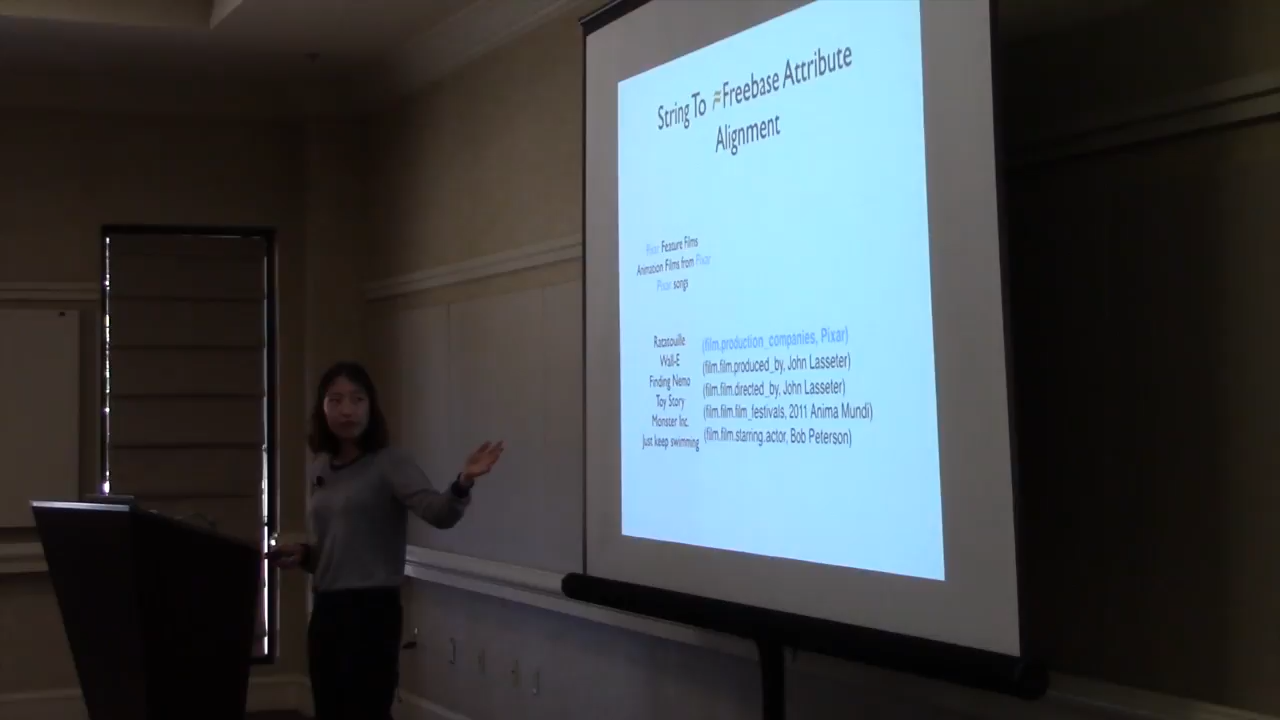 String To Freebase Attribute
Alignment
Pixar Feature Films
Animation Films from Pixar
Pixar songs
Ratatouille
Wall-E
Finding Nemo
Toy Story
Monster Inc.
Just keep swimming
(film.production_companies, Pixar)
(film.film.produced_by, John Lasseter)
(film.film.directed_by, John Lasseter)
(film.film.film_festivals, 2011 Anima Mundi)
(film.film.starring.actor, Bob Peterson)